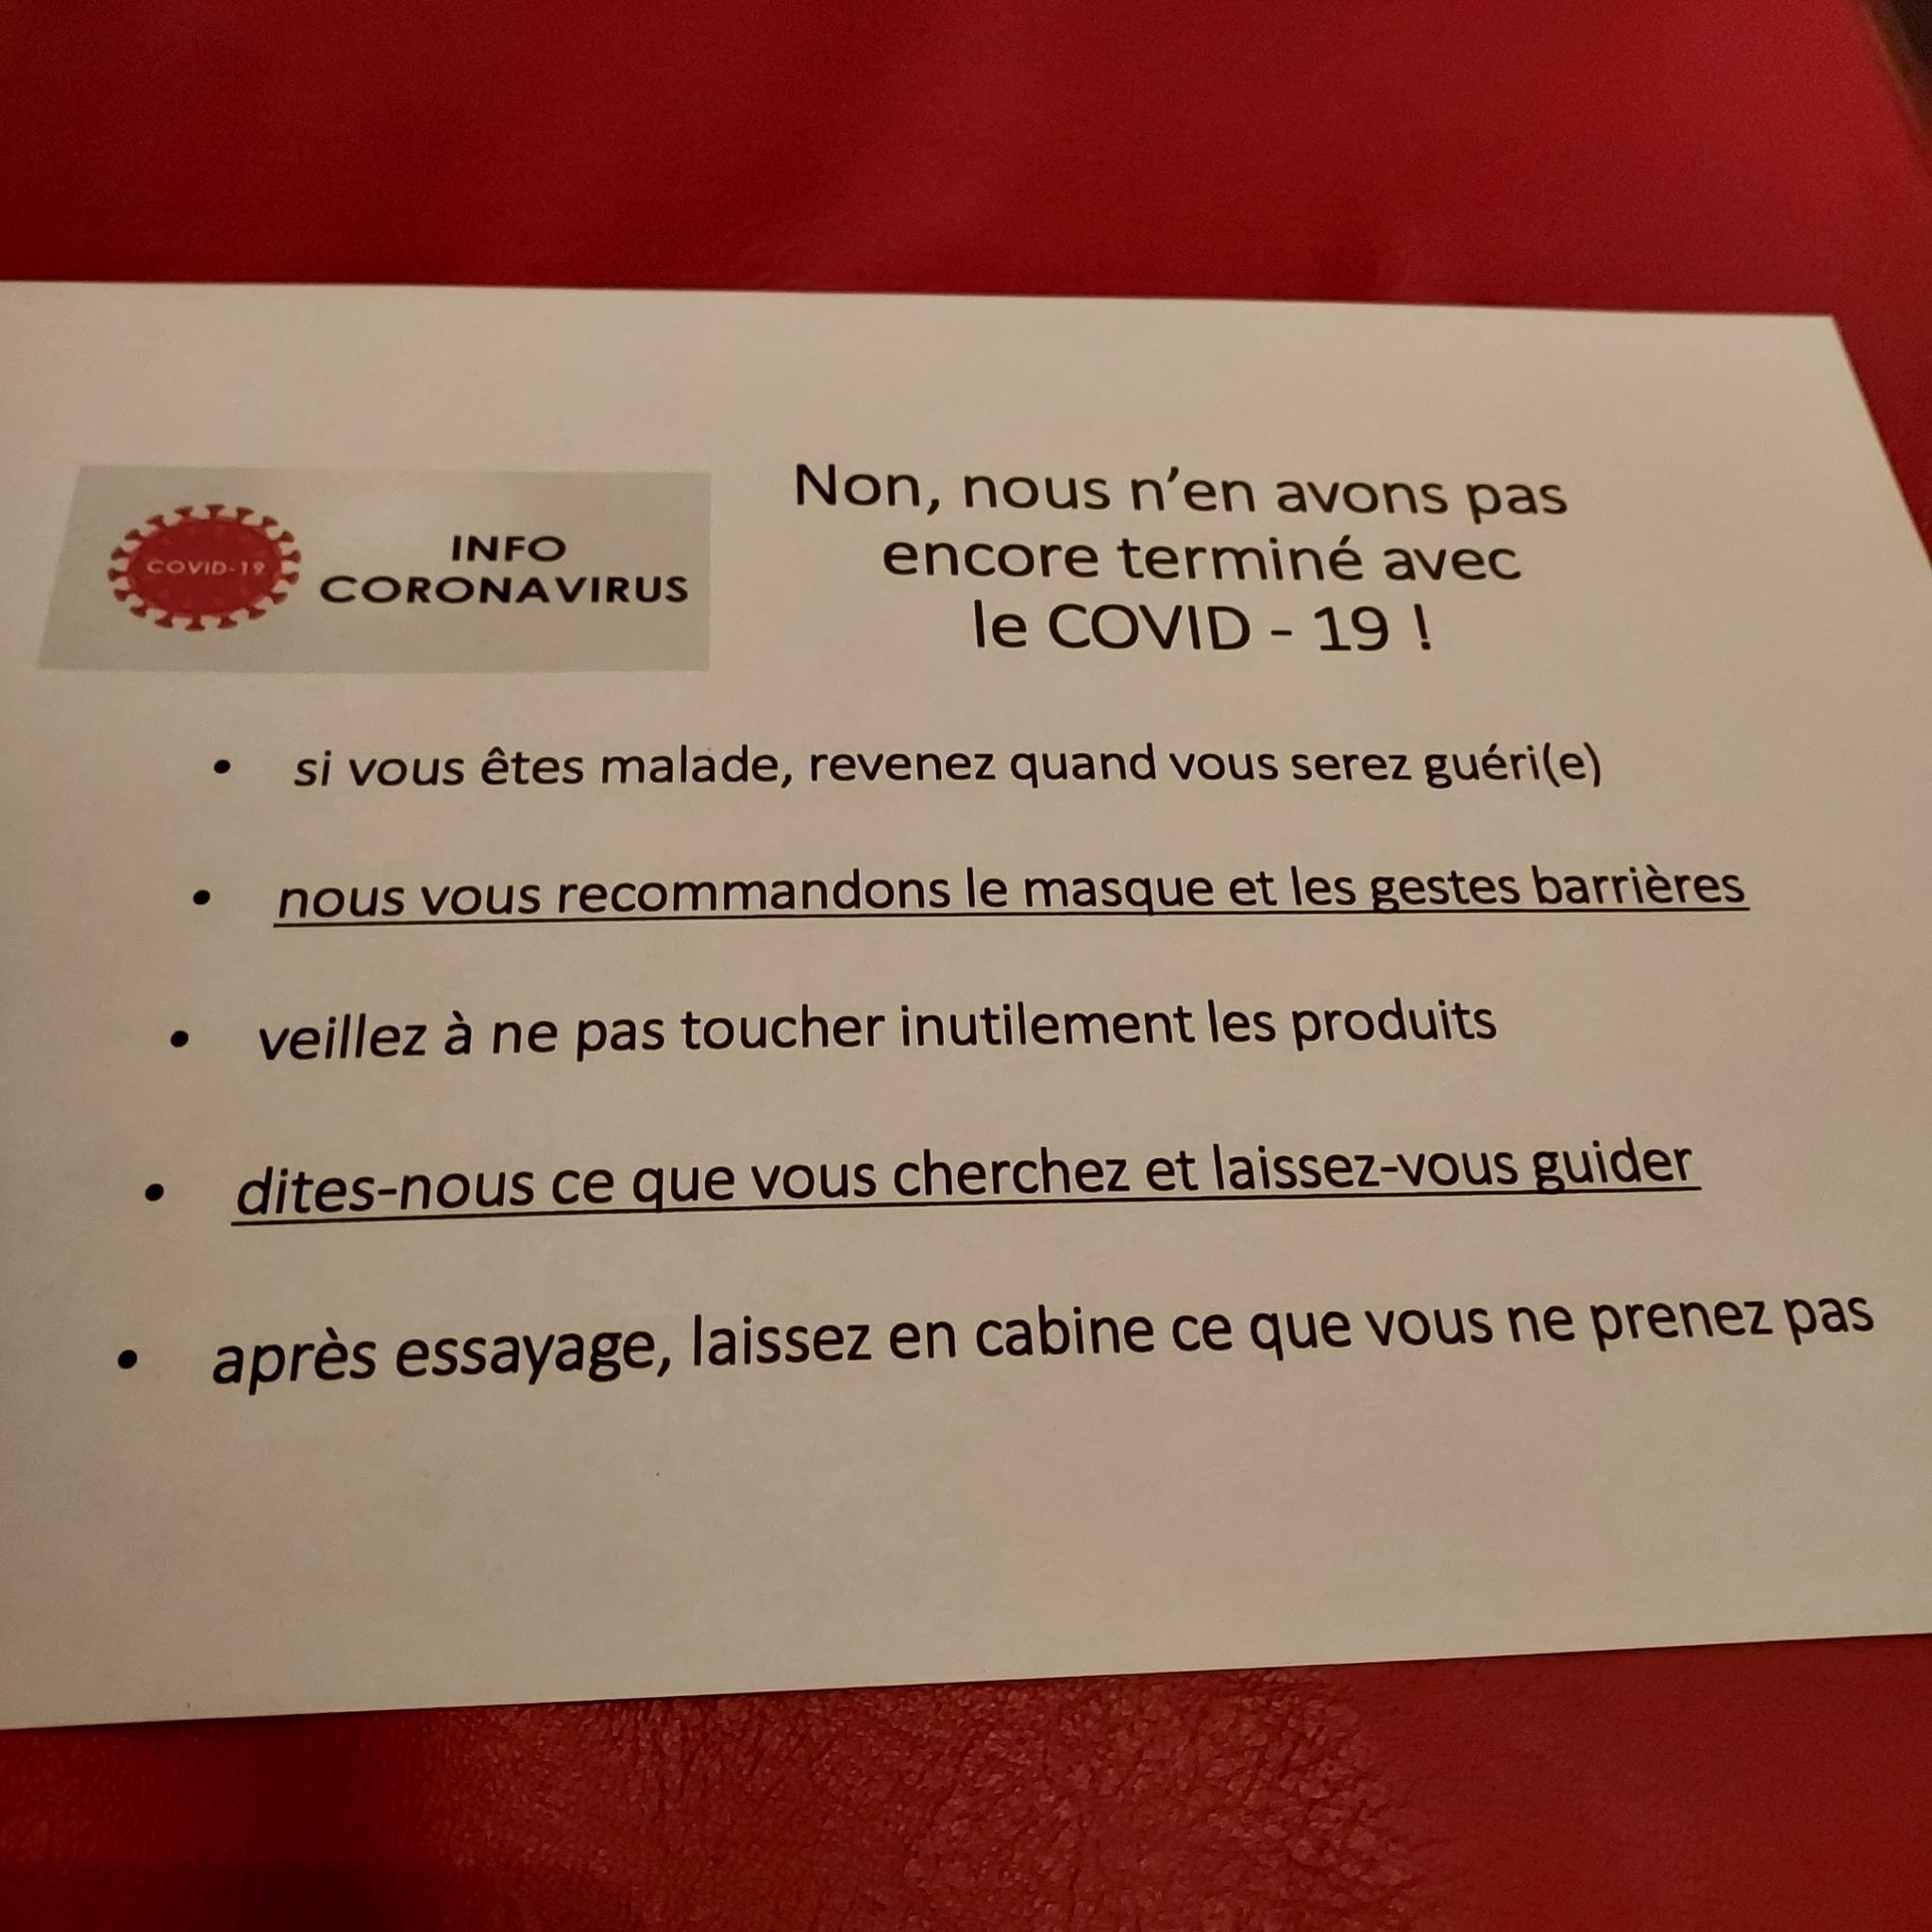 COVID-19
INFO
CORONAVIRUS
Non, nous n’en avons pas
encore terminé avec
le COVID - 19 !
• si vous êtes malade, revenez quand vous serez guéri(e)
• nous vous recommandons le masque et les gestes barrières
• veillez à ne pas toucher inutilement les produits
• dites-nous ce que vous cherchez et laissez-vous guider
• après essayage, laissez en cabine ce que vous ne prenez pas